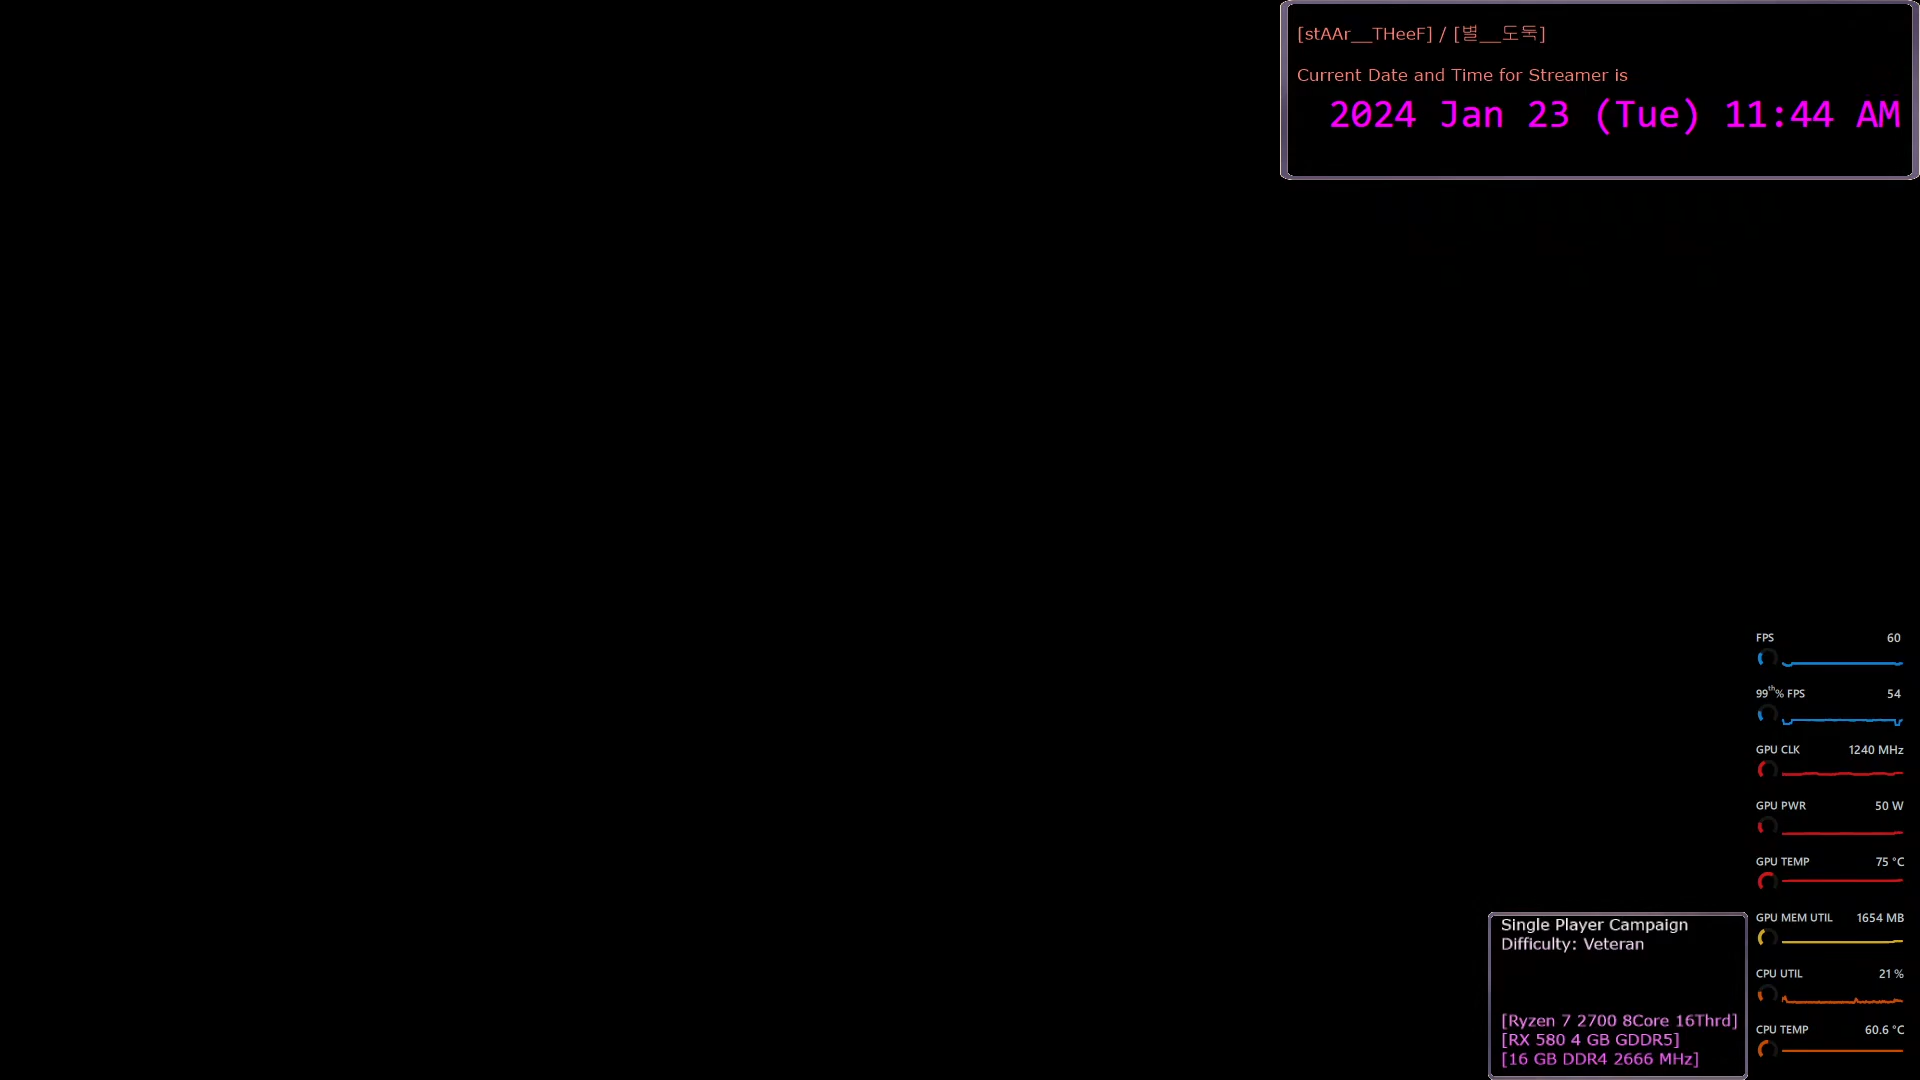 [stAAr__THeeF] / [별__도둑]
Current Date and Time for Streamer is
2024 Jan 23 (Tue) 11:44 AM
FPS 60
99th% FPS 54
GPU CLK 1240 MHz
GPU PWR 50 W
GPU TEMP 75 °C
GPU MEM UTIL 1654 MB
CPU UTIL 21 %
CPU TEMP 60.6 °C
Single Player Campaign
Difficulty: Veteran
[Ryzen 7 2700 8Core 16Thrd]
[RX 580 4 GB GDDR5]
[16 GB DDR4 2666 MHz]